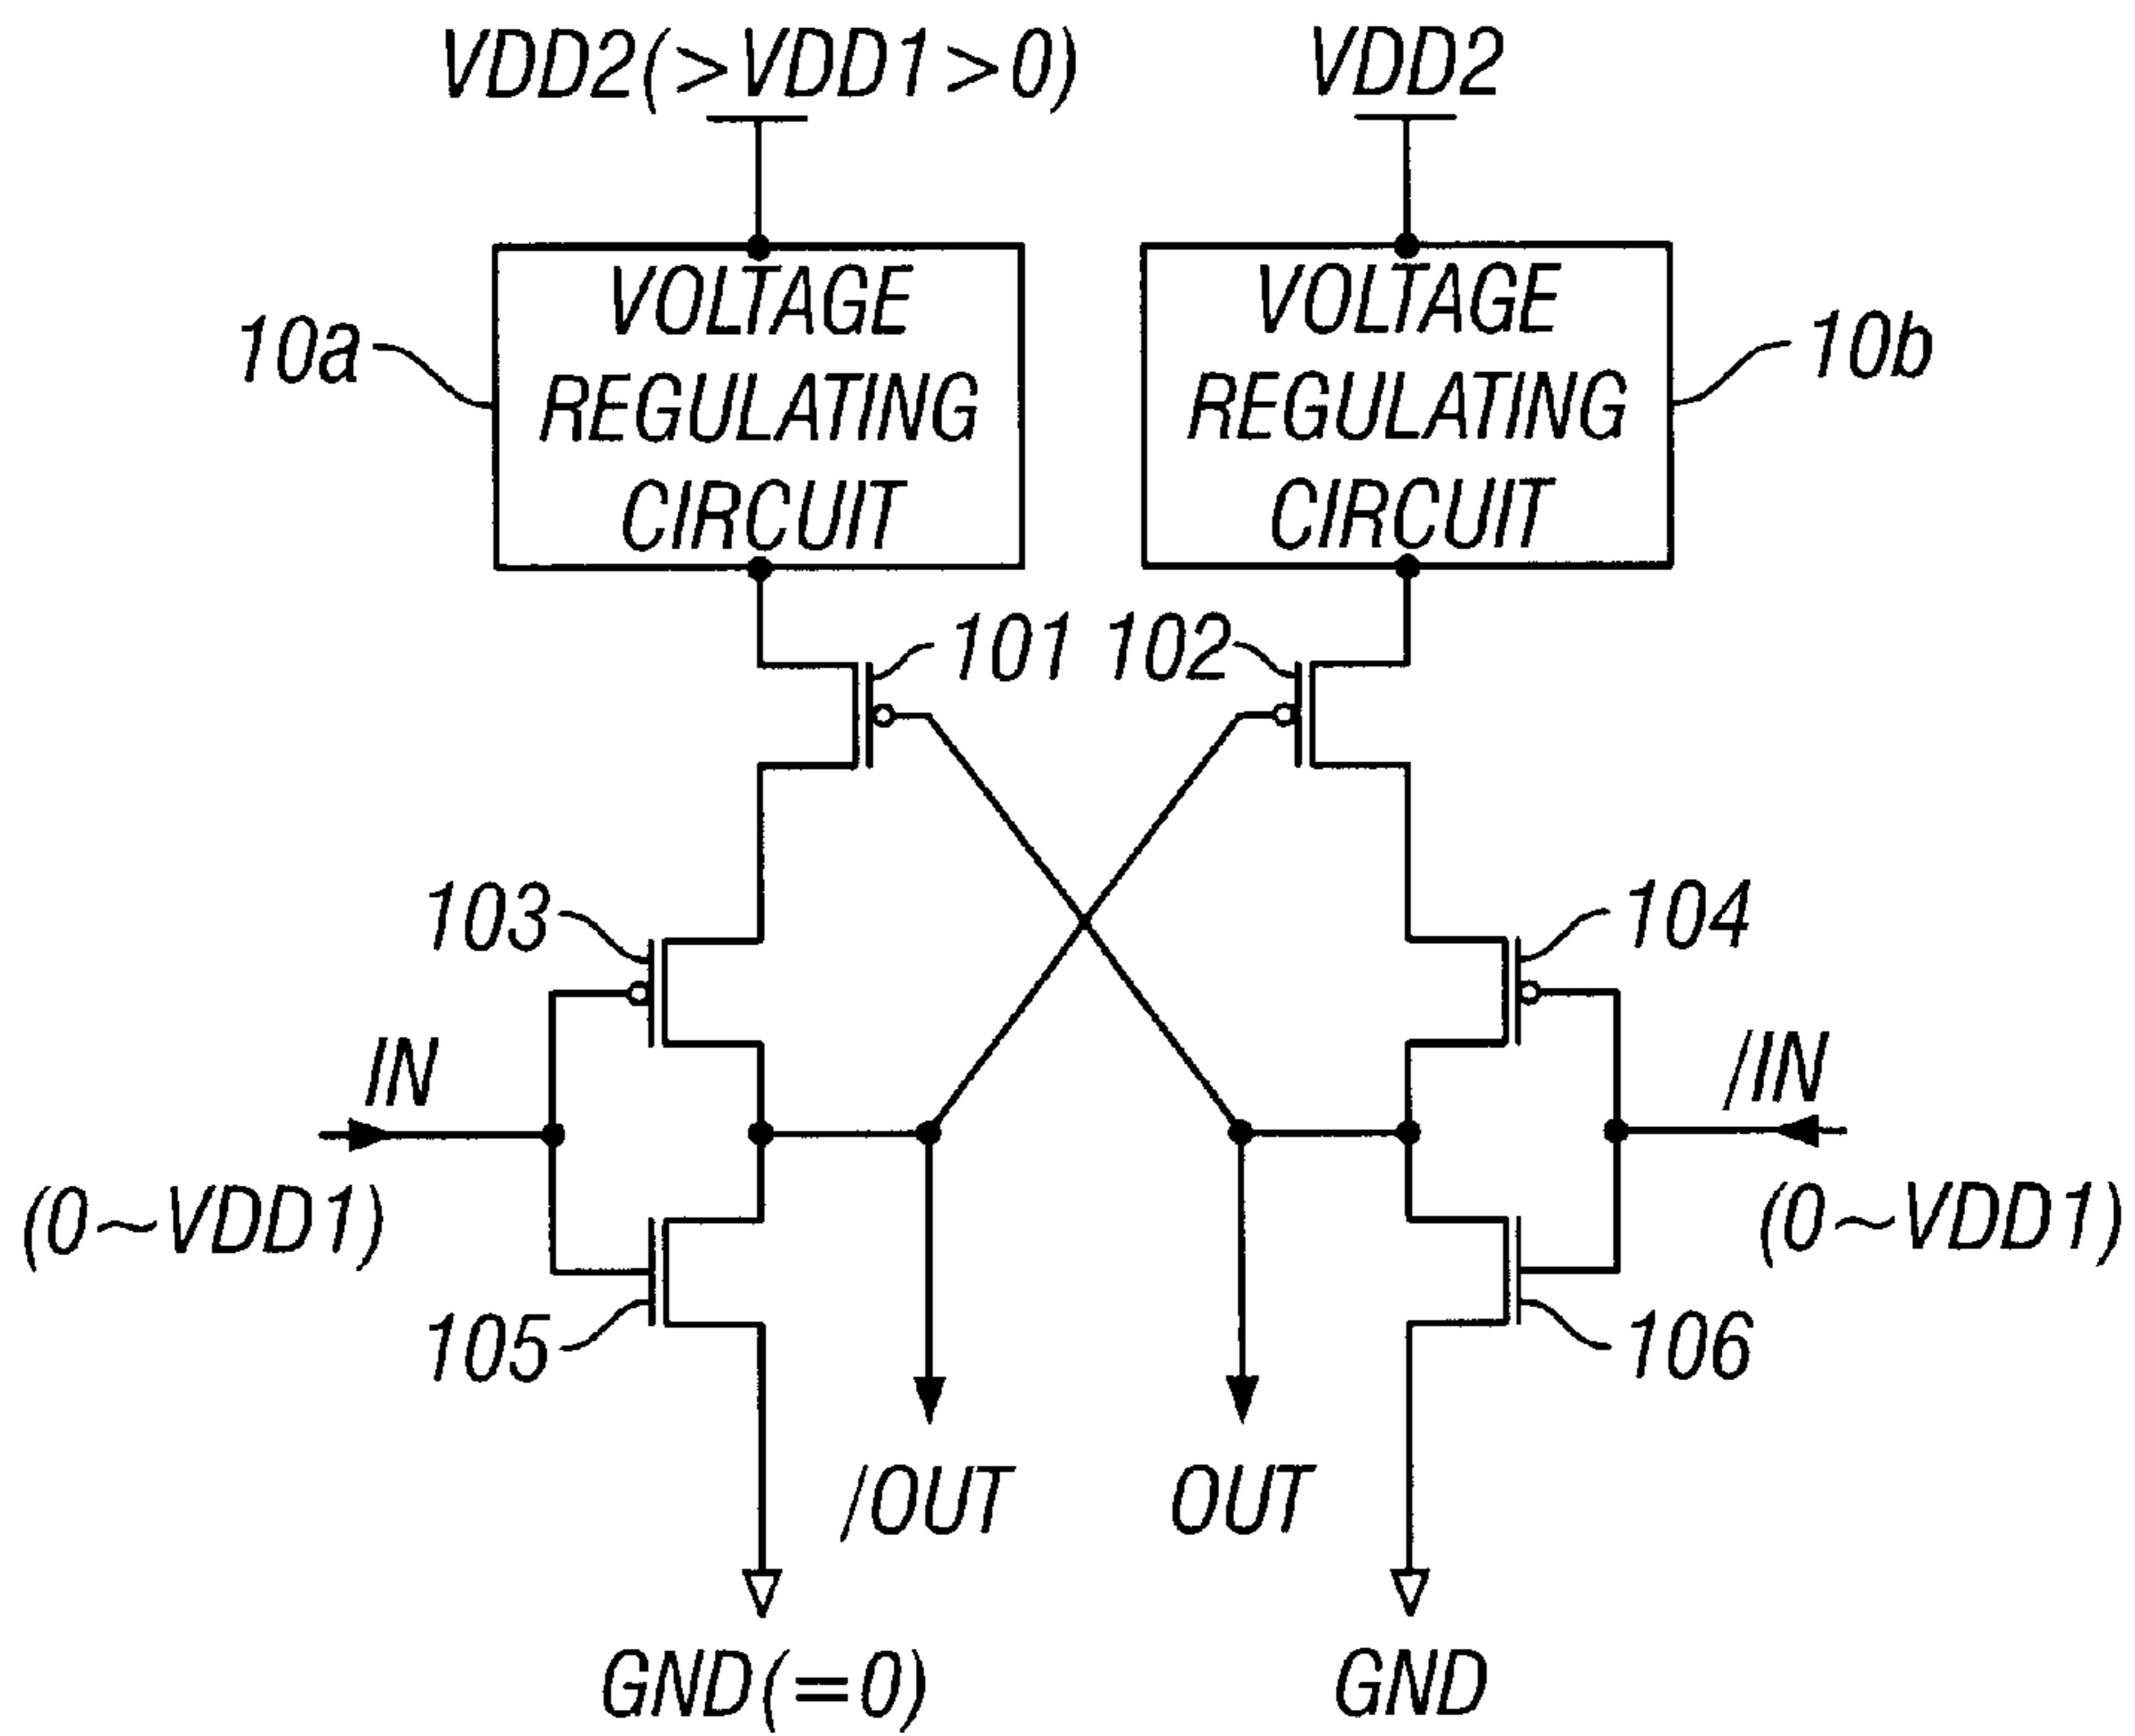 VDD2(>VDD1>0)
VDD2
VOLTAGE
REGULATING
CIRCUIT
VOLTAGE
REGULATING
CIRCUIT
10a
10b
101
102
103
104
IN
/IN
(0~VDD1)
(0~VDD1)
105
106
/OUT
OUT
GND(=0)
GND